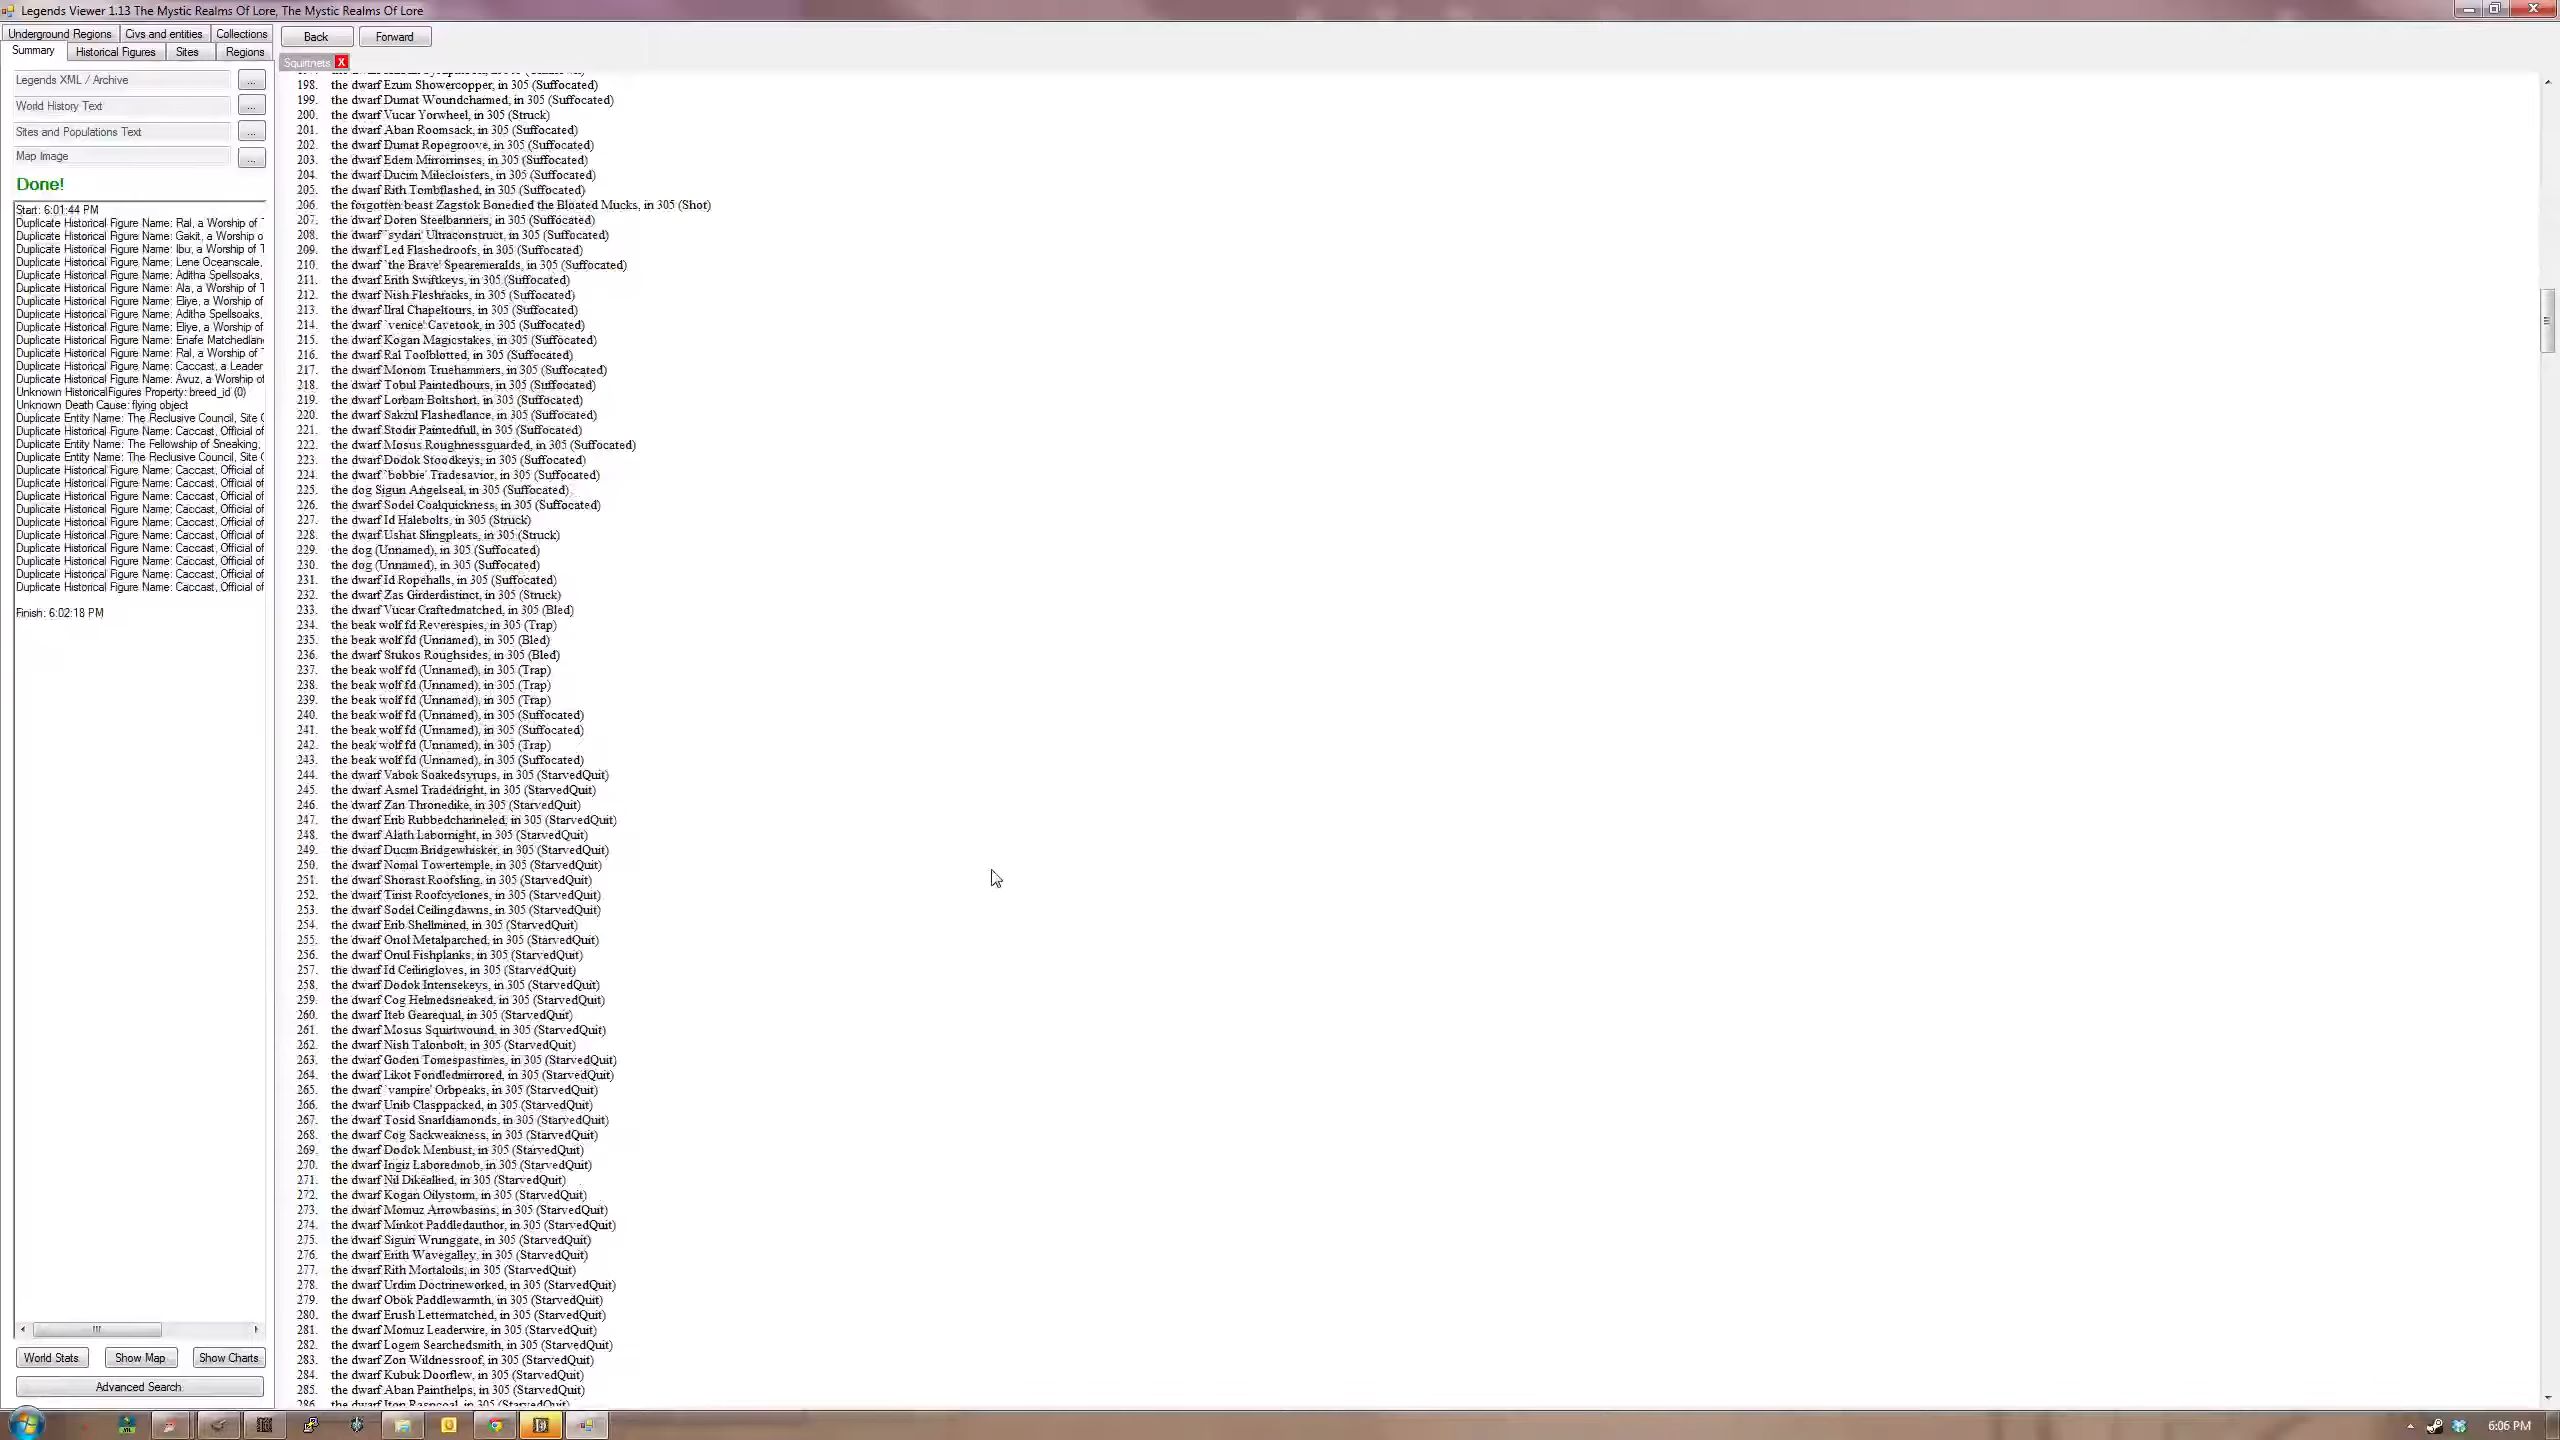 Legends Viewer 1.13 The Mystic Realms Of Lore, The Mystic Realms Of Lore
Underground Regions Civs and entities Collections
Summary Historical Figures Sites Regions
Back Forward
Squirtnets X
Legends XML / Archive ...
World History Text ...
Sites and Populations Text ...
Map Image ...
Done!
Start: 6:01:44 PM
Duplicate Historical Figure Name: Ral, a Worship of
Duplicate Historical Figure Name: Gakit, a Worship o
Duplicate Historical Figure Name: Ibu, a Worship of T
Duplicate Historical Figure Name: Lene Oceanscale,
Duplicate Historical Figure Name: Aditha Spellsoaks,
Duplicate Historical Figure Name: Ala, a Worship of T
Duplicate Historical Figure Name: Eliye, a Worship of
Duplicate Historical Figure Name: Aditha Spellsoaks,
Duplicate Historical Figure Name: Eliye, a Worship of
Duplicate Historical Figure Name: Enafe Matchedlan
Duplicate Historical Figure Name: Ral, a Worship of
Duplicate Historical Figure Name: Caccast, a Leader
Duplicate Historical Figure Name: Avuz, a Worship of
Unknown HistoricalFigures Property: breed_id (0)
Unknown Death Cause: flying object
Duplicate Entity Name: The Reclusive Council, Site
Duplicate Historical Figure Name: Caccast, Official of
Duplicate Entity Name: The Fellowship of Sneaking,
Duplicate Entity Name: The Reclusive Council, Site
Duplicate Historical Figure Name: Caccast, Official of
Duplicate Historical Figure Name: Caccast, Official of
Duplicate Historical Figure Name: Caccast, Official of
Duplicate Historical Figure Name: Caccast, Official of
Duplicate Historical Figure Name: Caccast, Official of
Duplicate Historical Figure Name: Caccast, Official of
Duplicate Historical Figure Name: Caccast, Official of
Duplicate Historical Figure Name: Caccast, Official of
Duplicate Historical Figure Name: Caccast, Official of
Duplicate Historical Figure Name: Caccast, Official of
Finish: 6:02:18 PM
World Stats Show Map Show Charts
Advanced Search
198. the dwarf Ezum Showercopper, in 305 (Suffocated)
199. the dwarf Dumat Woundcharmed, in 305 (Suffocated)
200. the dwarf Vucar Yorwheel, in 305 (Struck)
201. the dwarf Aban Roomsack, in 305 (Suffocated)
202. the dwarf Dumat Ropegroove, in 305 (Suffocated)
203. the dwarf Edem Mirrorrinses, in 305 (Suffocated)
204. the dwarf Ducim Milecloisters, in 305 (Suffocated)
205. the dwarf Rith Tombflashed, in 305 (Suffocated)
206. the forgotten beast Zagstok Bonedied the Bloated Mucks, in 305 (Shot)
207. the dwarf Doren Steelbanners, in 305 (Suffocated)
208. the dwarf `sydan' Ultraconstruct, in 305 (Suffocated)
209. the dwarf Led Flashedroofs, in 305 (Suffocated)
210. the dwarf `the Brave' Spearemeralds, in 305 (Suffocated)
211. the dwarf Erith Swiftkeys, in 305 (Suffocated)
212. the dwarf Nish Fleshracks, in 305 (Suffocated)
213. the dwarf Ilral Chapeltours, in 305 (Suffocated)
214. the dwarf `venice' Cavetook, in 305 (Suffocated)
215. the dwarf Kogan Magicstakes, in 305 (Suffocated)
216. the dwarf Ral Toolblotted, in 305 (Suffocated)
217. the dwarf Monom Truehammers, in 305 (Suffocated)
218. the dwarf Tobul Paintedhours, in 305 (Suffocated)
219. the dwarf Lorbam Boltshort, in 305 (Suffocated)
220. the dwarf Sakzul Flashedlance, in 305 (Suffocated)
221. the dwarf Stodir Paintedfull, in 305 (Suffocated)
222. the dwarf Mosus Roughnessguarded, in 305 (Suffocated)
223. the dwarf Dodok Stoodkeys, in 305 (Suffocated)
224. the dwarf `bobbie' Tradesavior, in 305 (Suffocated)
225. the dog Sigun Angelseal, in 305 (Suffocated)
226. the dwarf Sodel Coalquickness, in 305 (Suffocated)
227. the dwarf Id Halebolts, in 305 (Struck)
228. the dwarf Ushat Slingpleats, in 305 (Struck)
229. the dog (Unnamed), in 305 (Suffocated)
230. the dog (Unnamed), in 305 (Suffocated)
231. the dwarf Id Ropehalls, in 305 (Suffocated)
232. the dwarf Zas Girderdistinct, in 305 (Struck)
233. the dwarf Vucar Craftedmatched, in 305 (Bled)
234. the beak wolf fd Reverespies, in 305 (Trap)
235. the beak wolf fd (Unnamed), in 305 (Bled)
236. the dwarf Stukos Roughsides, in 305 (Bled)
237. the beak wolf fd (Unnamed), in 305 (Trap)
238. the beak wolf fd (Unnamed), in 305 (Trap)
239. the beak wolf fd (Unnamed), in 305 (Trap)
240. the beak wolf fd (Unnamed), in 305 (Suffocated)
241. the beak wolf fd (Unnamed), in 305 (Suffocated)
242. the beak wolf fd (Unnamed), in 305 (Trap)
243. the beak wolf fd (Unnamed), in 305 (Suffocated)
244. the dwarf Vabok Soakedsyrups, in 305 (StarvedQuit)
245. the dwarf Asmel Tradedright, in 305 (StarvedQuit)
246. the dwarf Zan Thronedike, in 305 (StarvedQuit)
247. the dwarf Erib Rubbedchanneled, in 305 (StarvedQuit)
248. the dwarf Alath Labornight, in 305 (StarvedQuit)
249. the dwarf Ducim Bridgewhisker, in 305 (StarvedQuit)
250. the dwarf Nomal Towertemple, in 305 (StarvedQuit)
251. the dwarf Shorast Roofsling, in 305 (StarvedQuit)
252. the dwarf Tirist Roofcyclones, in 305 (StarvedQuit)
253. the dwarf Sodel Ceilingdawns, in 305 (StarvedQuit)
254. the dwarf Erib Shellmined, in 305 (StarvedQuit)
255. the dwarf Onol Metalparched, in 305 (StarvedQuit)
256. the dwarf Onul Fishplanks, in 305 (StarvedQuit)
257. the dwarf Id Ceilingloves, in 305 (StarvedQuit)
258. the dwarf Dodok Intensekeys, in 305 (StarvedQuit)
259. the dwarf Cog Helmedsneaked, in 305 (StarvedQuit)
260. the dwarf Iteb Gearequal, in 305 (StarvedQuit)
261. the dwarf Mosus Squirtwound, in 305 (StarvedQuit)
262. the dwarf Nish Talonbolt, in 305 (StarvedQuit)
263. the dwarf Goden Tomespastimes, in 305 (StarvedQuit)
264. the dwarf Likot Fondledmirrored, in 305 (StarvedQuit)
265. the dwarf `vampire' Orbpeaks, in 305 (StarvedQuit)
266. the dwarf Unib Clasppacked, in 305 (StarvedQuit)
267. the dwarf Tosid Snarldiamonds, in 305 (StarvedQuit)
268. the dwarf Cog Sackweakness, in 305 (StarvedQuit)
269. the dwarf Dodok Menbust, in 305 (StarvedQuit)
270. the dwarf Ingiz Laboredmob, in 305 (StarvedQuit)
271. the dwarf Nil Dikeallied, in 305 (StarvedQuit)
272. the dwarf Kogan Oilystorm, in 305 (StarvedQuit)
273. the dwarf Momuz Arrowbasins, in 305 (StarvedQuit)
274. the dwarf Minkot Paddledauthor, in 305 (StarvedQuit)
275. the dwarf Sigun Wrunggate, in 305 (StarvedQuit)
276. the dwarf Erith Wavegalley, in 305 (StarvedQuit)
277. the dwarf Rith Mortaloils, in 305 (StarvedQuit)
278. the dwarf Urdim Doctrineworked, in 305 (StarvedQuit)
279. the dwarf Obok Paddlewarmth, in 305 (StarvedQuit)
280. the dwarf Erush Lettermatched, in 305 (StarvedQuit)
281. the dwarf Momuz Leaderwire, in 305 (StarvedQuit)
282. the dwarf Logem Searchedsmith, in 305 (StarvedQuit)
283. the dwarf Zon Wildnessroof, in 305 (StarvedQuit)
284. the dwarf Kubuk Doorflew, in 305 (StarvedQuit)
285. the dwarf Aban Painthelps, in 305 (StarvedQuit)
6:06 PM